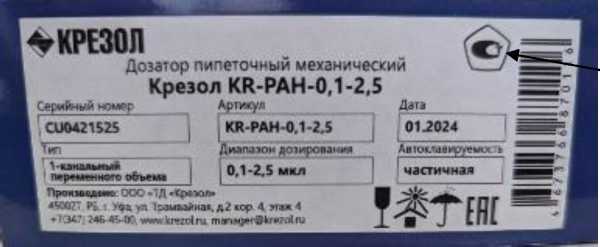 КРЕЗОЛ
Дозатор пипеточный механический
Крезол KR-PAH-0,1-2,5
Серийный номер Артикул Дата
CU0421525 KR-PAH-0,1-2,5 01.2024
Тип Диапазон дозирования Автоклавируемость
1-канальный переменного объема 0,1-2,5 мкл частичная
Произведено: ООО «ТД «Крезол»
450027, РБ, г. Уфа, ул. Трамвайная, д.2 кор. 4, этаж 4
+7(347) 246-45-00, www.krezol.ru, manager@krezol.ru
EAC
4673766870116